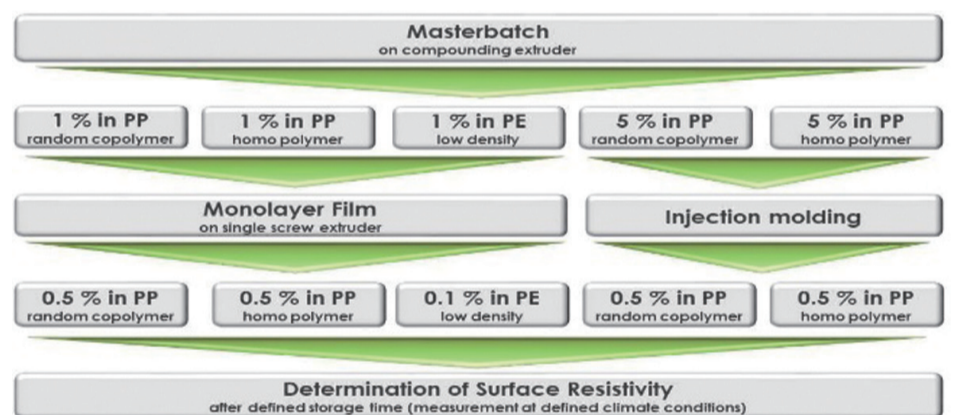 Masterbatch
on compounding extruder
1 % in PP
random copolymer
1 % in PP
homo polymer
1 % in PE
low density
5 % in PP
random copolymer
5 % in PP
homo polymer
Monolayer Film
on single screw extruder
Injection molding
0.5 % in PP
random copolymer
0.5 % in PP
homo polymer
0.1 % in PE
low density
0.5 % in PP
random copolymer
0.5 % in PP
homo polymer
Determination of Surface Resistivity
after defined storage time (measurement at defined climate conditions)